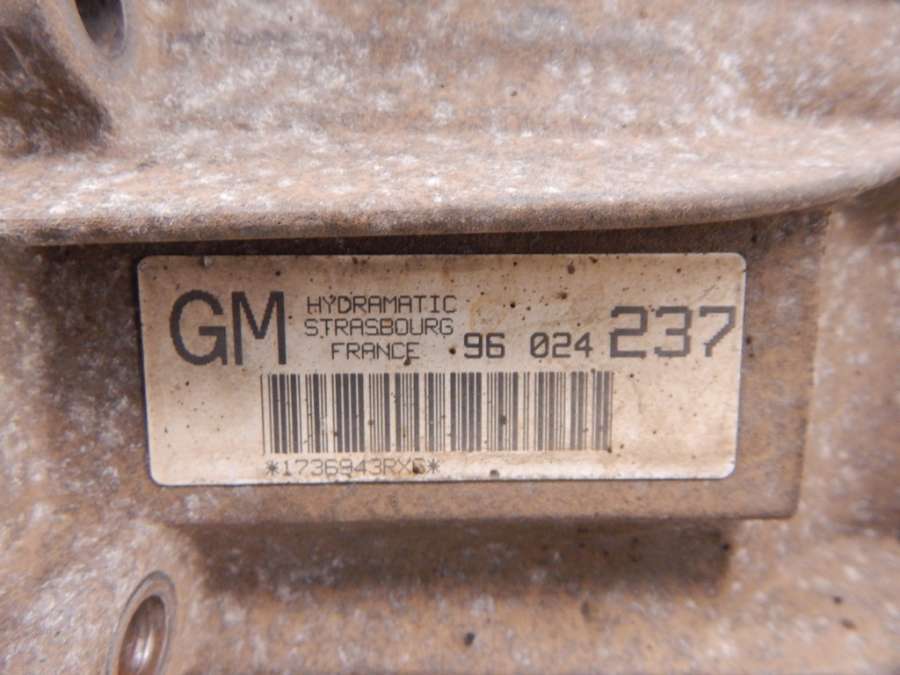 GM
HYDRAMATIC
STRASBOURG
FRANCE 96 024 237